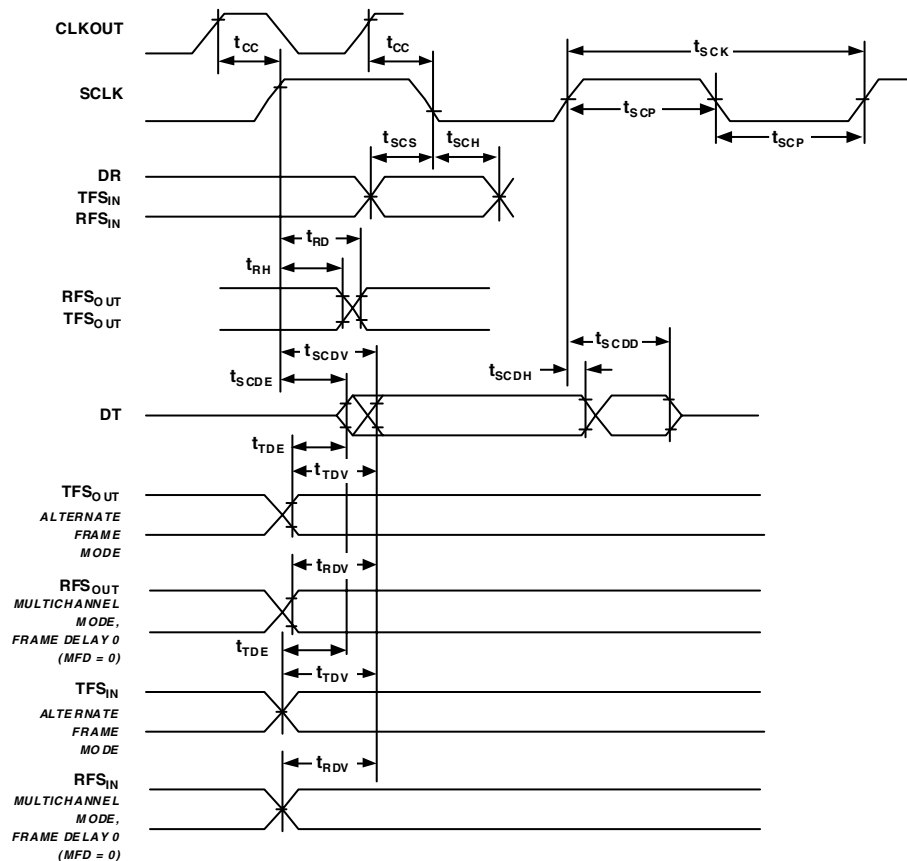 CLKOUT
tCC
tCC
tSCK
SCLK
tSCP
tSCP
tSCS
tSCH
DR
TFSIN
RFSIN
tRD
tRH
RFSOUT
TFSOUT
tSCDV
tSCDD
tSCDE
tSCDH
DT
tTDE
tTDV
TFSOUT
ALTERNATE
FRAME
MODE
tRDV
RFSOUT
MULTICHANNEL
MODE,
FRAME DELAY 0
(MFD = 0)
tTDE
tTDV
TFSIN
ALTERNATE
FRAME
MODE
tRDV
RFSIN
MULTICHANNEL
MODE,
FRAME DELAY 0
(MFD = 0)